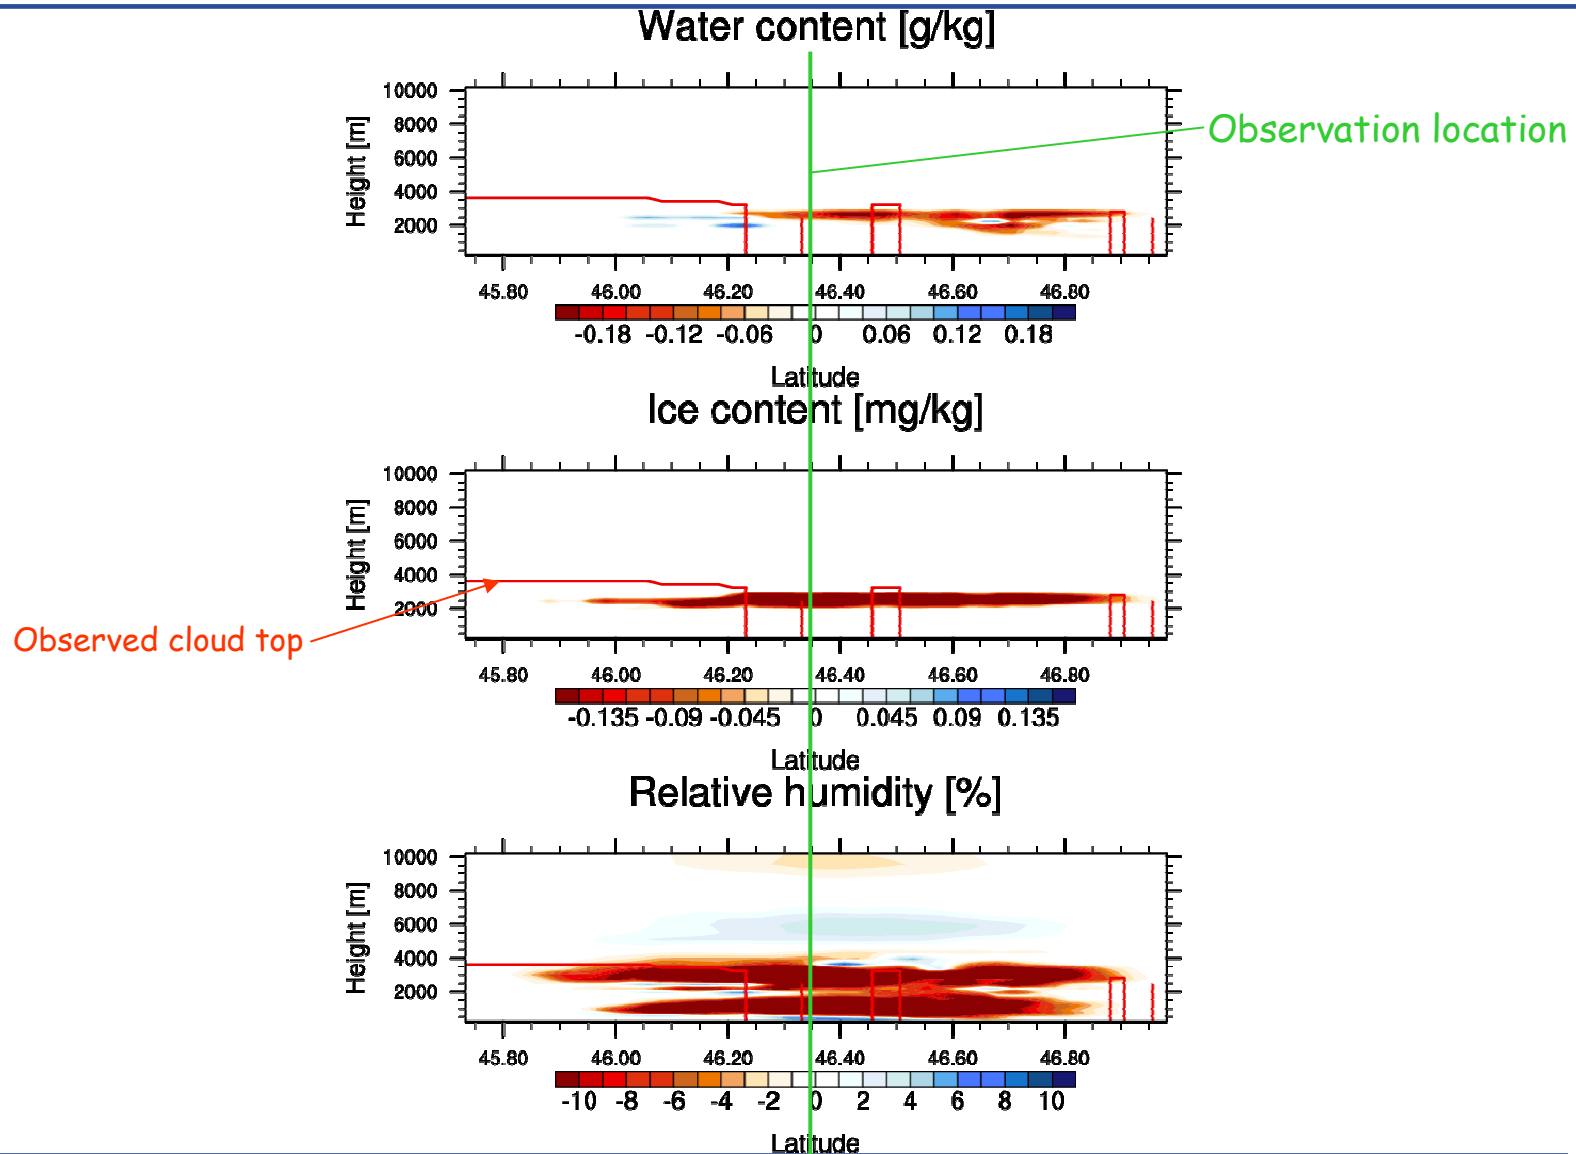 Water content [g/kg]
10000
8000
6000
4000
2000
Height [m]
Observation location
45.80 46.00 46.20 46.40 46.60 46.80
-0.18 -0.12 -0.06 0 0.06 0.12 0.18
Latitude
Ice content [mg/kg]
10000
8000
6000
4000
2000
Height [m]
Observed cloud top
45.80 46.00 46.20 46.40 46.60 46.80
-0.135 -0.09 -0.045 0 0.045 0.09 0.135
Latitude
Relative humidity [%]
10000
8000
6000
4000
2000
Height [m]
45.80 46.00 46.20 46.40 46.60 46.80
-10 -8 -6 -4 -2 0 2 4 6 8 10
Latitude